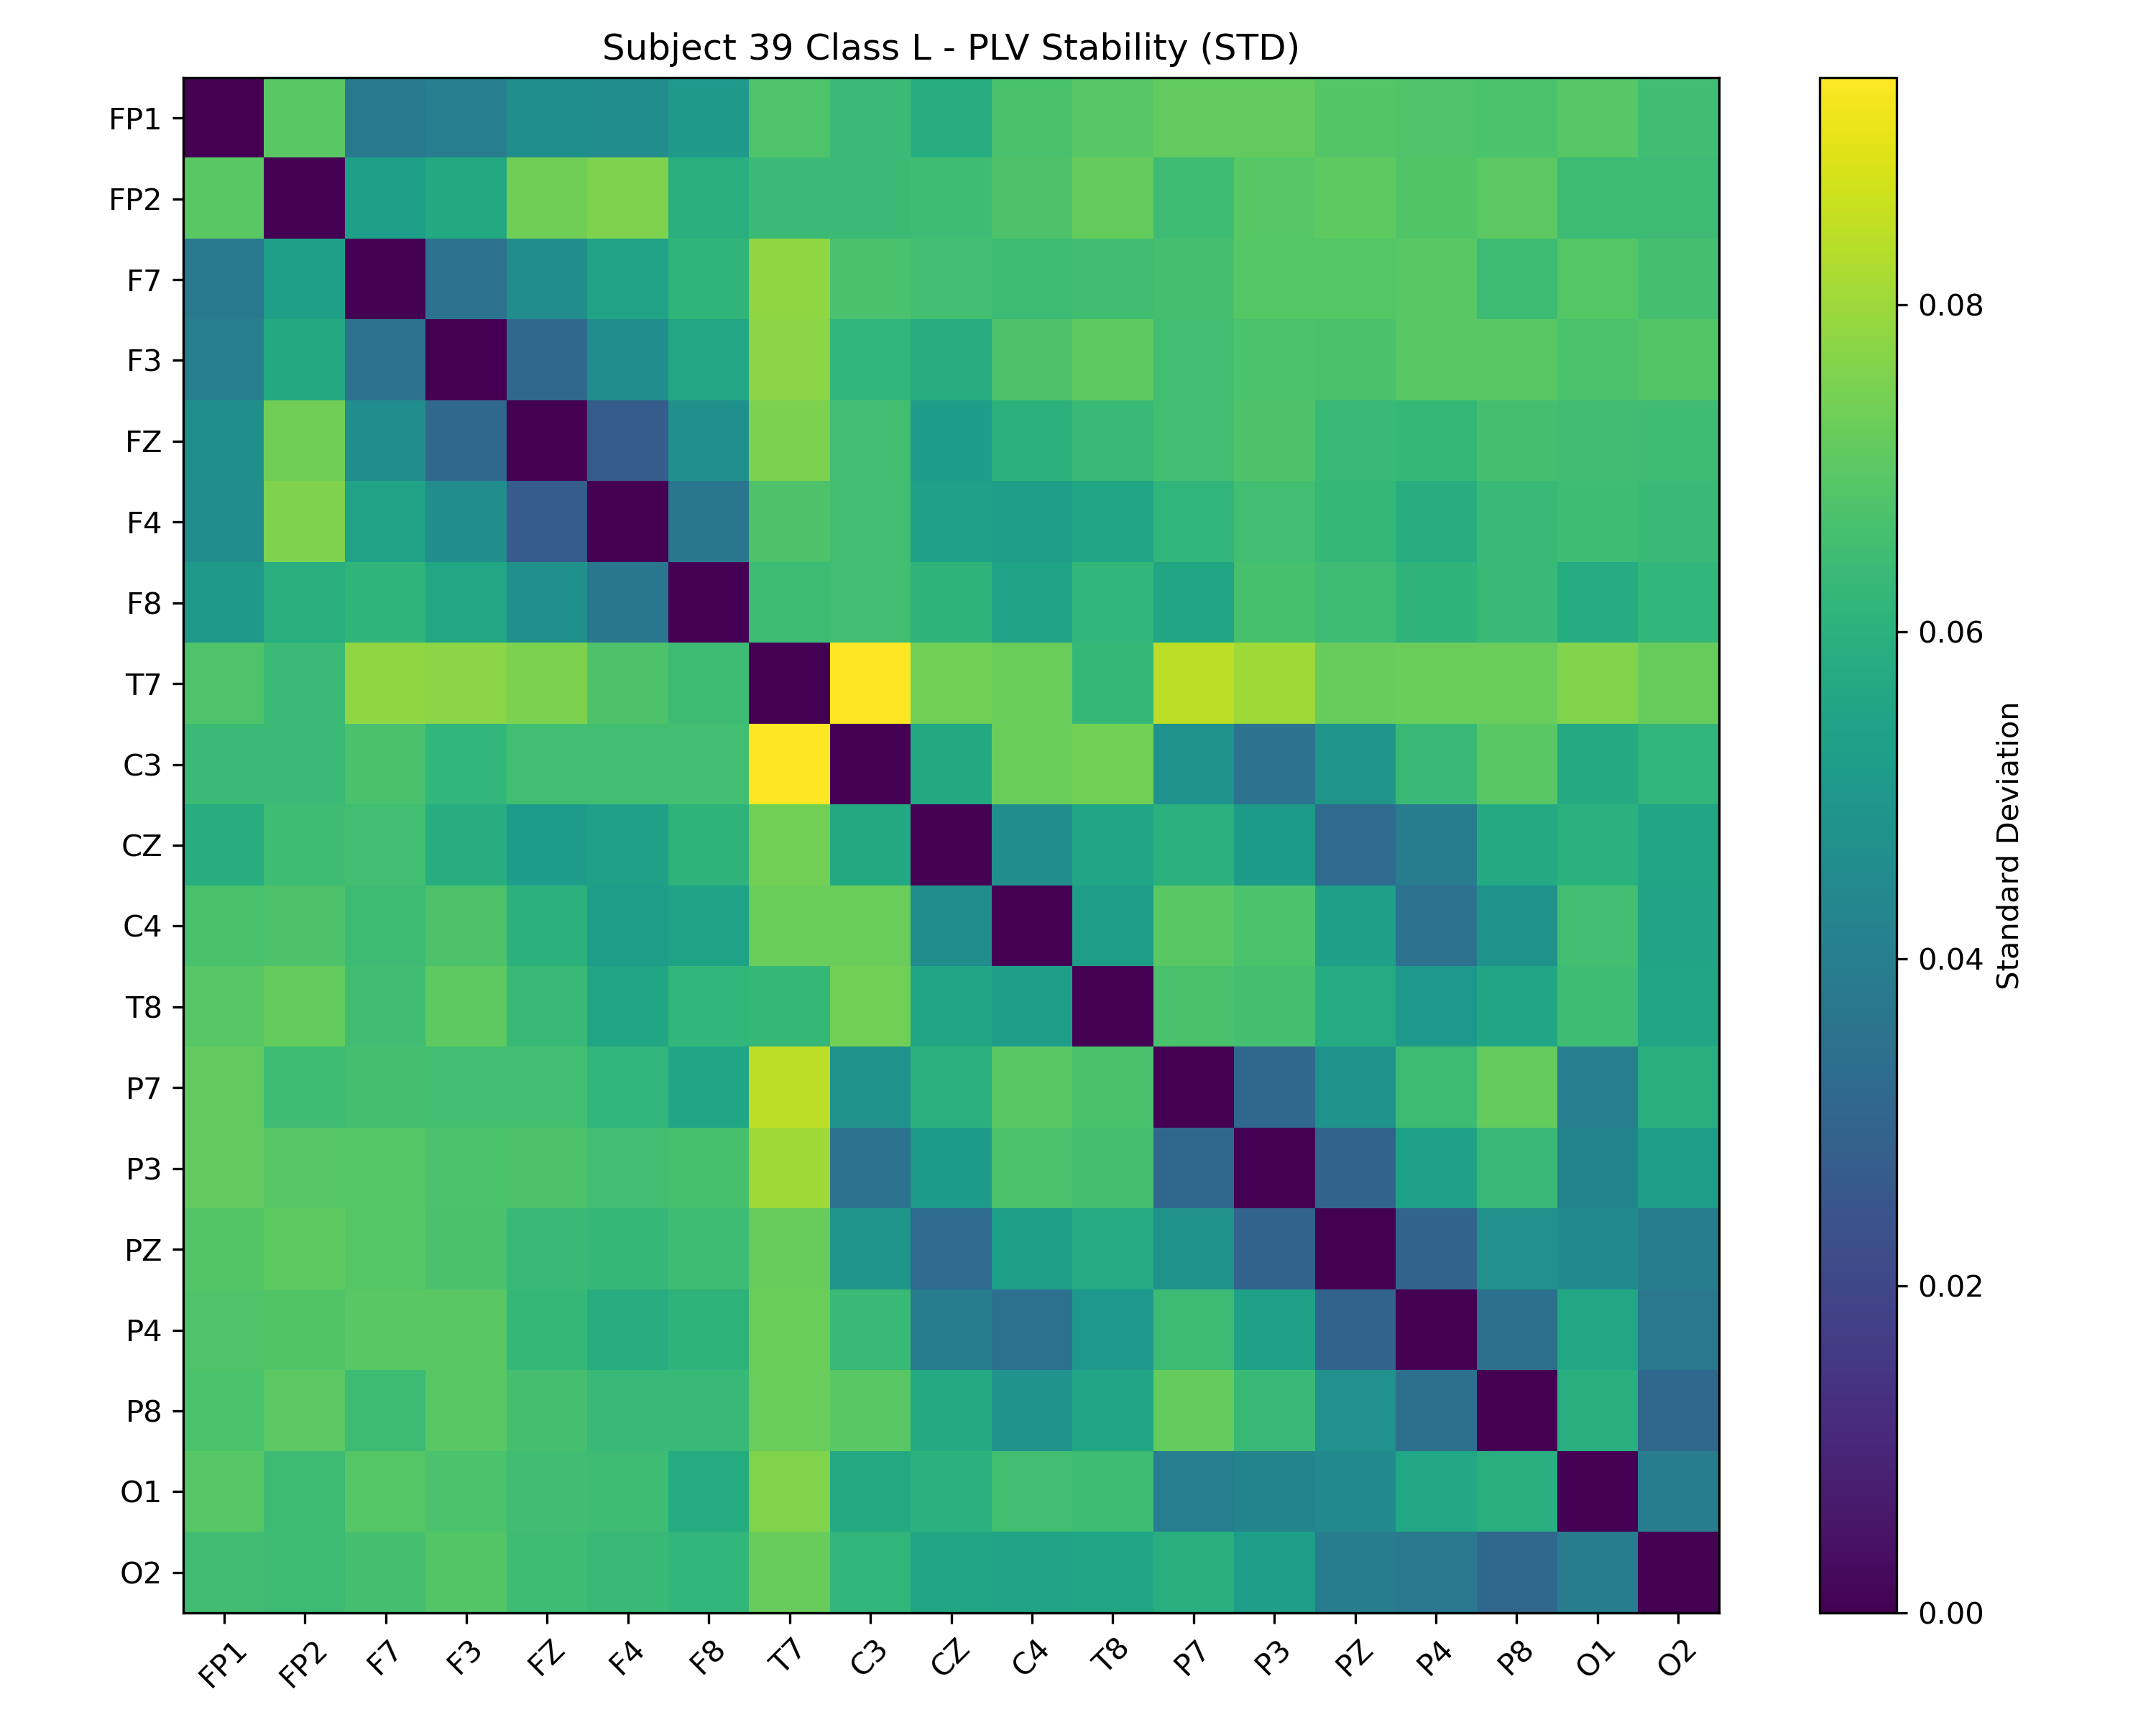 Subject 39 Class L - PLV Stability (STD)
FP1
FP2
F7
F3
FZ
F4
F8
T7
C3
CZ
C4
T8
P7
P3
PZ
P4
P8
O1
O2
FP1 FP2 F7 F3 FZ F4 F8 T7 C3 CZ C4 T8 P7 P3 PZ P4 P8 O1 O2
0.08
0.06
0.04
0.02
0.00
Standard Deviation